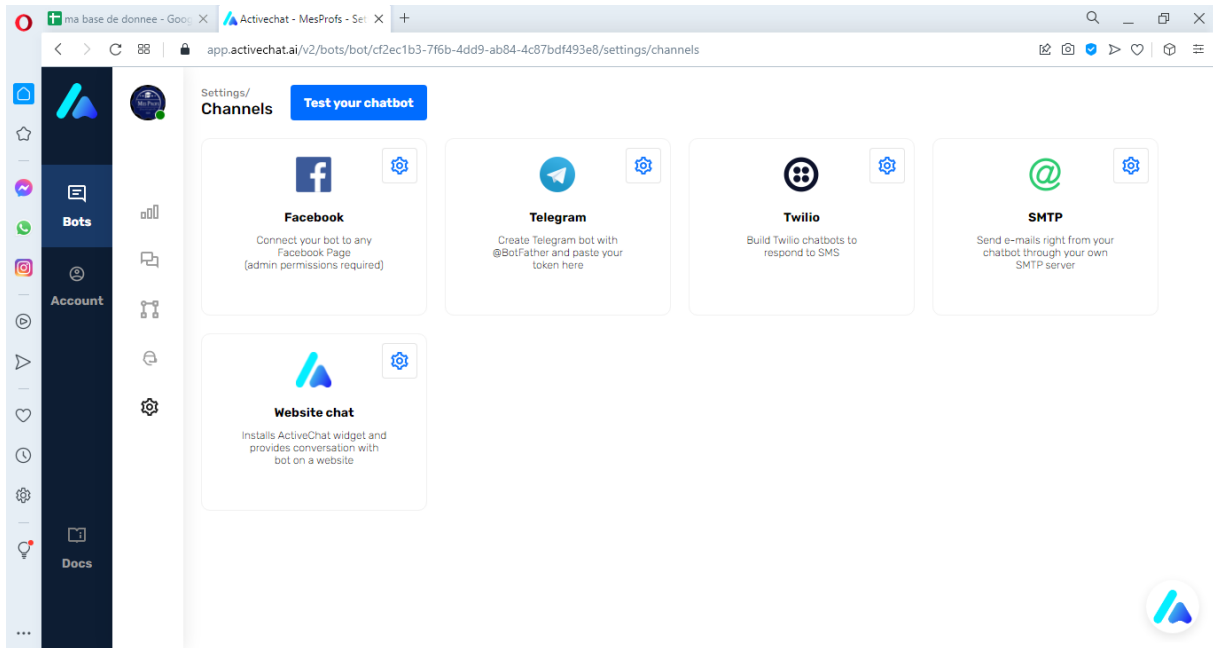 ma base de donnee - Goog
Activechat - MesProfs - Set
app.activechat.ai/v2/bots/bot/cf2ec1b3-7f6b-4dd9-ab84-4c87bdf493e8/settings/channels
Settings/
Channels
Test your chatbot
Bots
Account
Docs
Facebook
Connect your bot to any
Facebook Page
(admin permissions required)
Telegram
Create Telegram bot with
@BotFather and paste your
token here
Twilio
Build Twilio chatbots to
respond to SMS
SMTP
Send e-mails right from your
chatbot through your own
SMTP server
Website chat
Installs ActiveChat widget and
provides conversation with
bot on a website